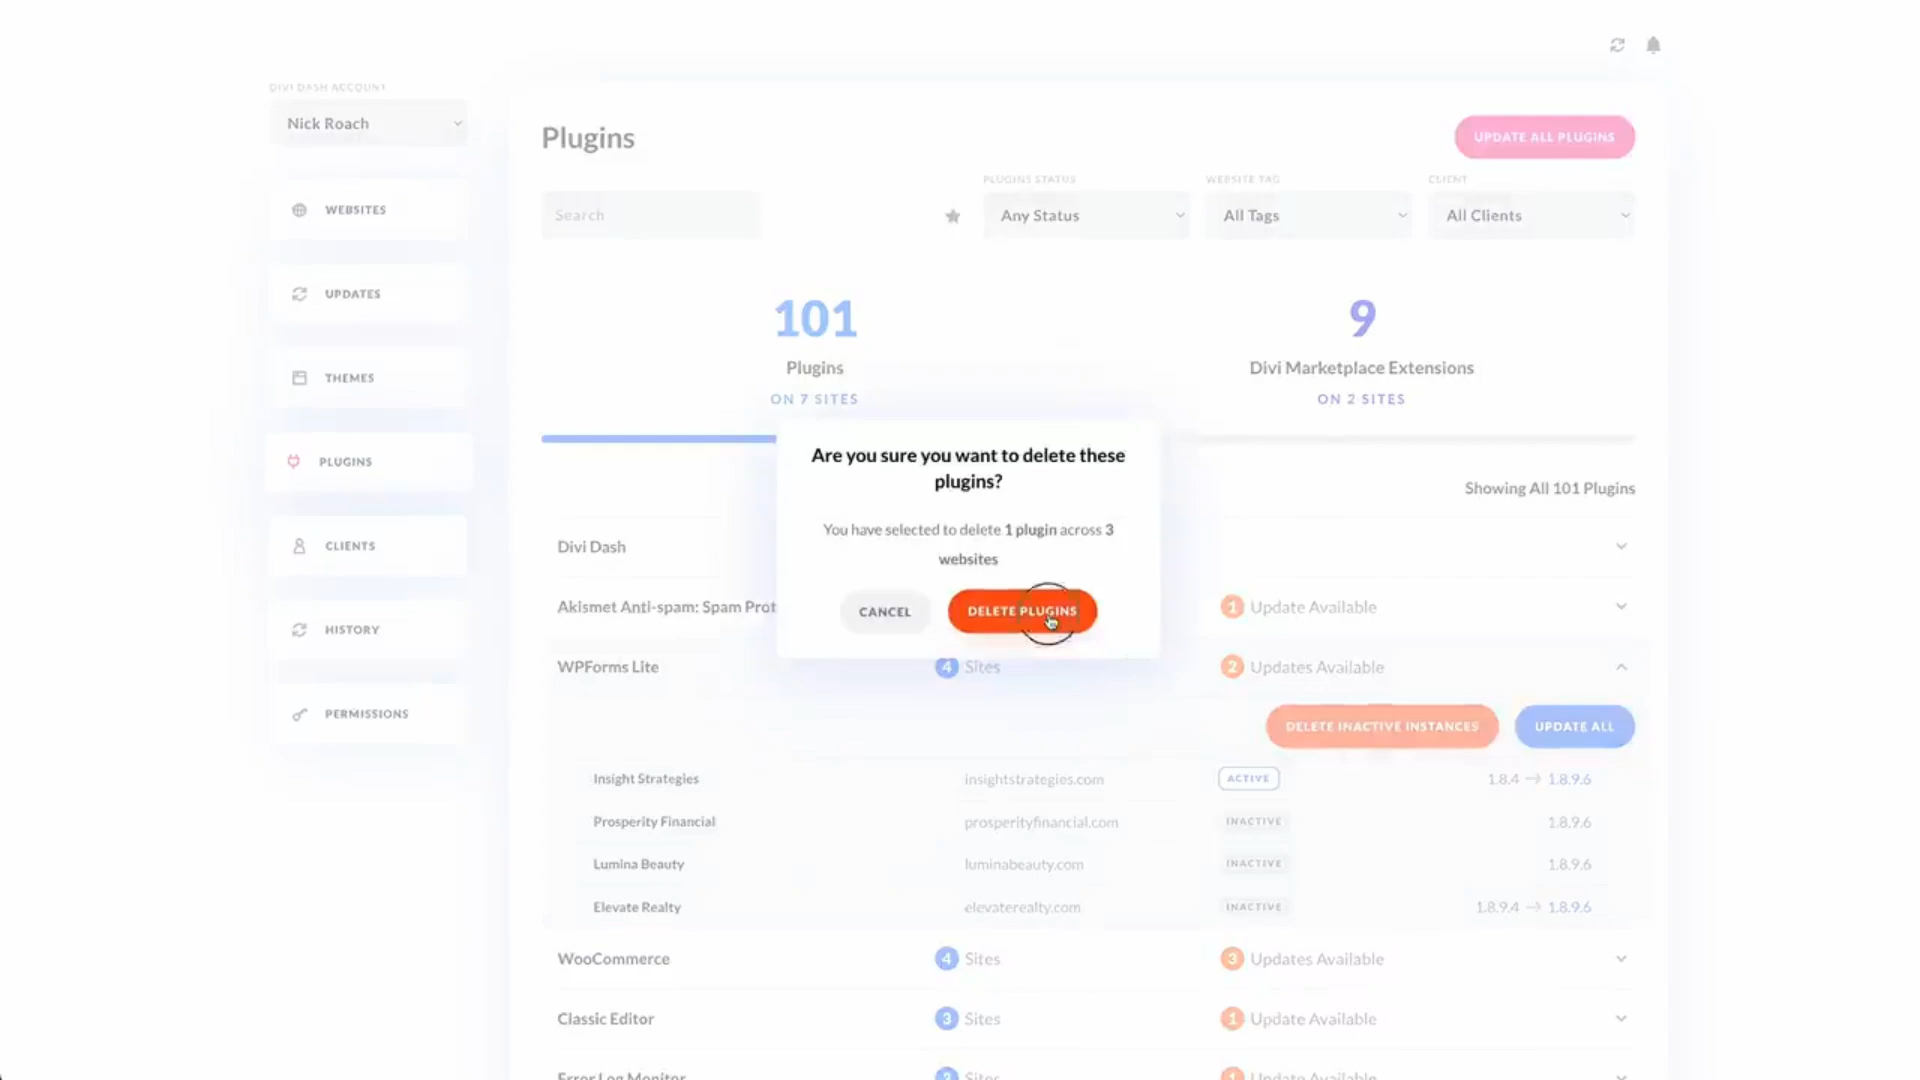 DIVI DASH ACCOUNT
Nick Roach
WEBSITES
UPDATES
THEMES
PLUGINS
CLIENTS
HISTORY
PERMISSIONS
Plugins
UPDATE ALL PLUGINS
Search
PLUGINS STATUS
Any Status
WEBSITE TAG
All Tags
CLIENT
All Clients
101
Plugins
ON 7 SITES
9
Divi Marketplace Extensions
ON 2 SITES
Are you sure you want to delete these
plugins?
You have selected to delete 1 plugin across 3
websites
CANCEL
DELETE PLUGINS
Showing All 101 Plugins
Divi Dash
Akismet Anti-spam: Spam Prot
1 Update Available
WPForms Lite
4 Sites
2 Updates Available
DELETE INACTIVE INSTANCES
UPDATE ALL
Insight Strategies insightstrategies.com ACTIVE 1.8.4 → 1.8.9.6
Prosperity Financial prosperityfinancial.com INACTIVE 1.8.9.6
Lumina Beauty luminabeauty.com INACTIVE 1.8.9.6
Elevate Realty elevaterealty.com INACTIVE 1.8.9.4 → 1.8.9.6
WooCommerce 4 Sites 3 Updates Available
Classic Editor 3 Sites 1 Update Available
Error Log Monitor Sites 1 Update Available